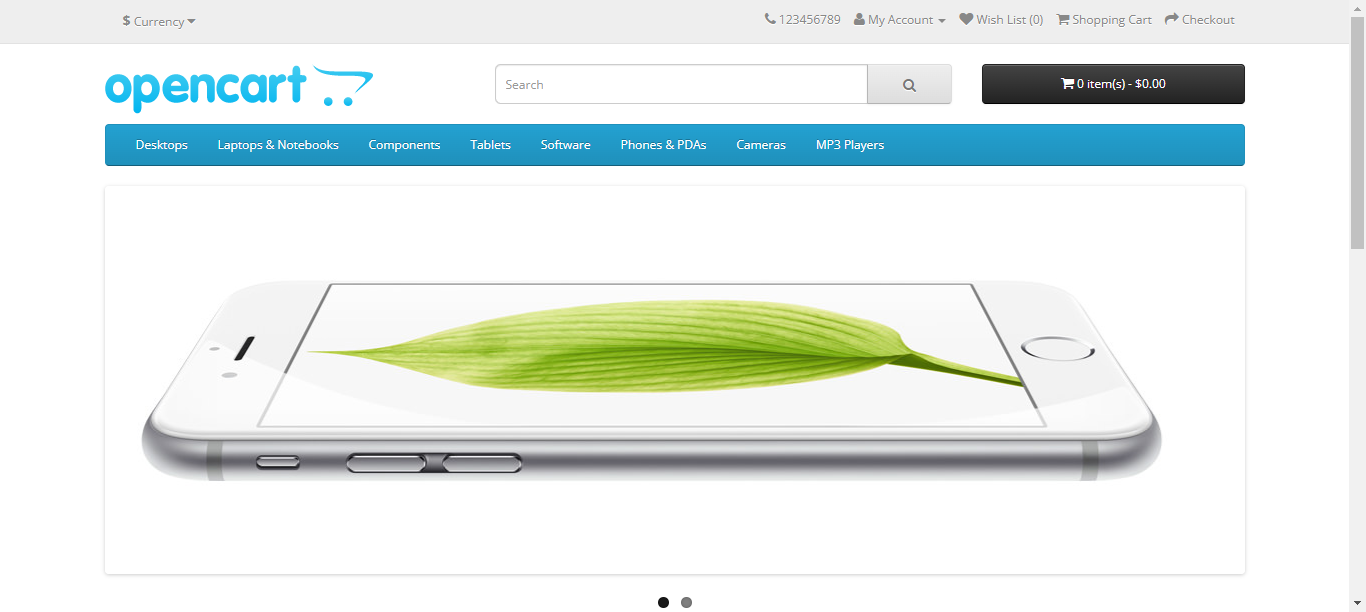 $ Currency 123456789 My Account Wish List (0) Shopping Cart Checkout
opencart Search 0 item(s) - $0.00
Desktops Laptops & Notebooks Components Tablets Software Phones & PDAs Cameras MP3 Players